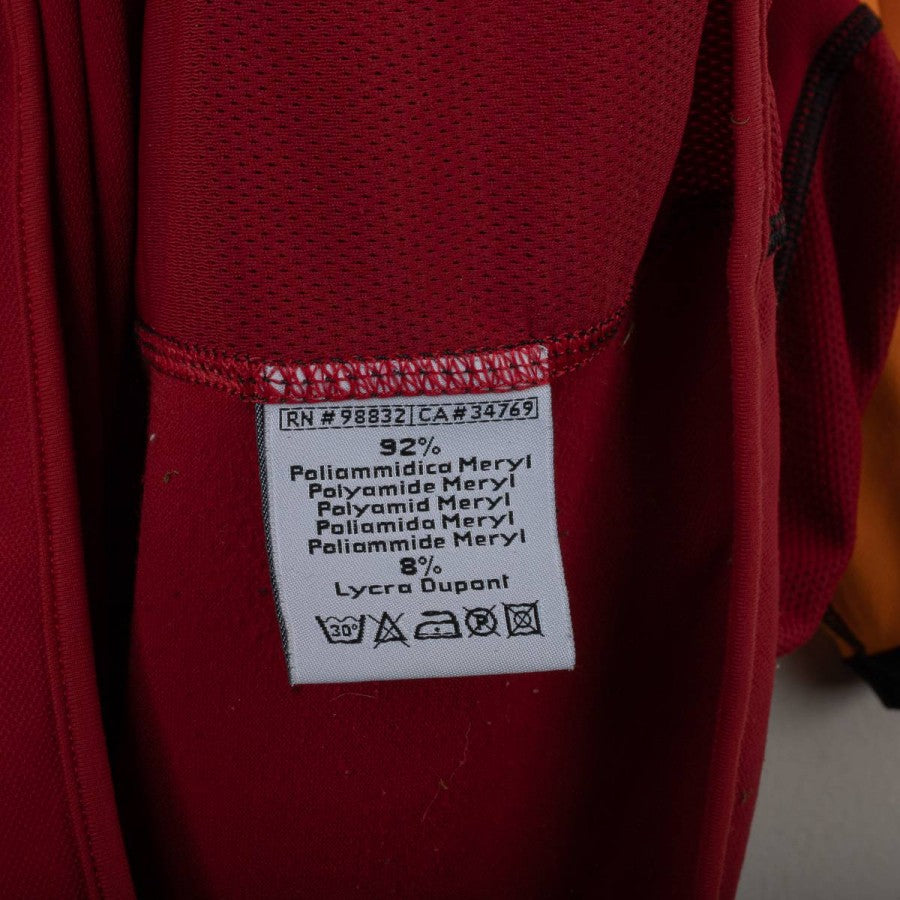 RN # 98832 CA # 34769
92%
Poliammidica Meryl
Polyamide Meryl
Polyamid Meryl
Poliamida Meryl
Poliammide Meryl
8%
Lycra Dupont
30° P